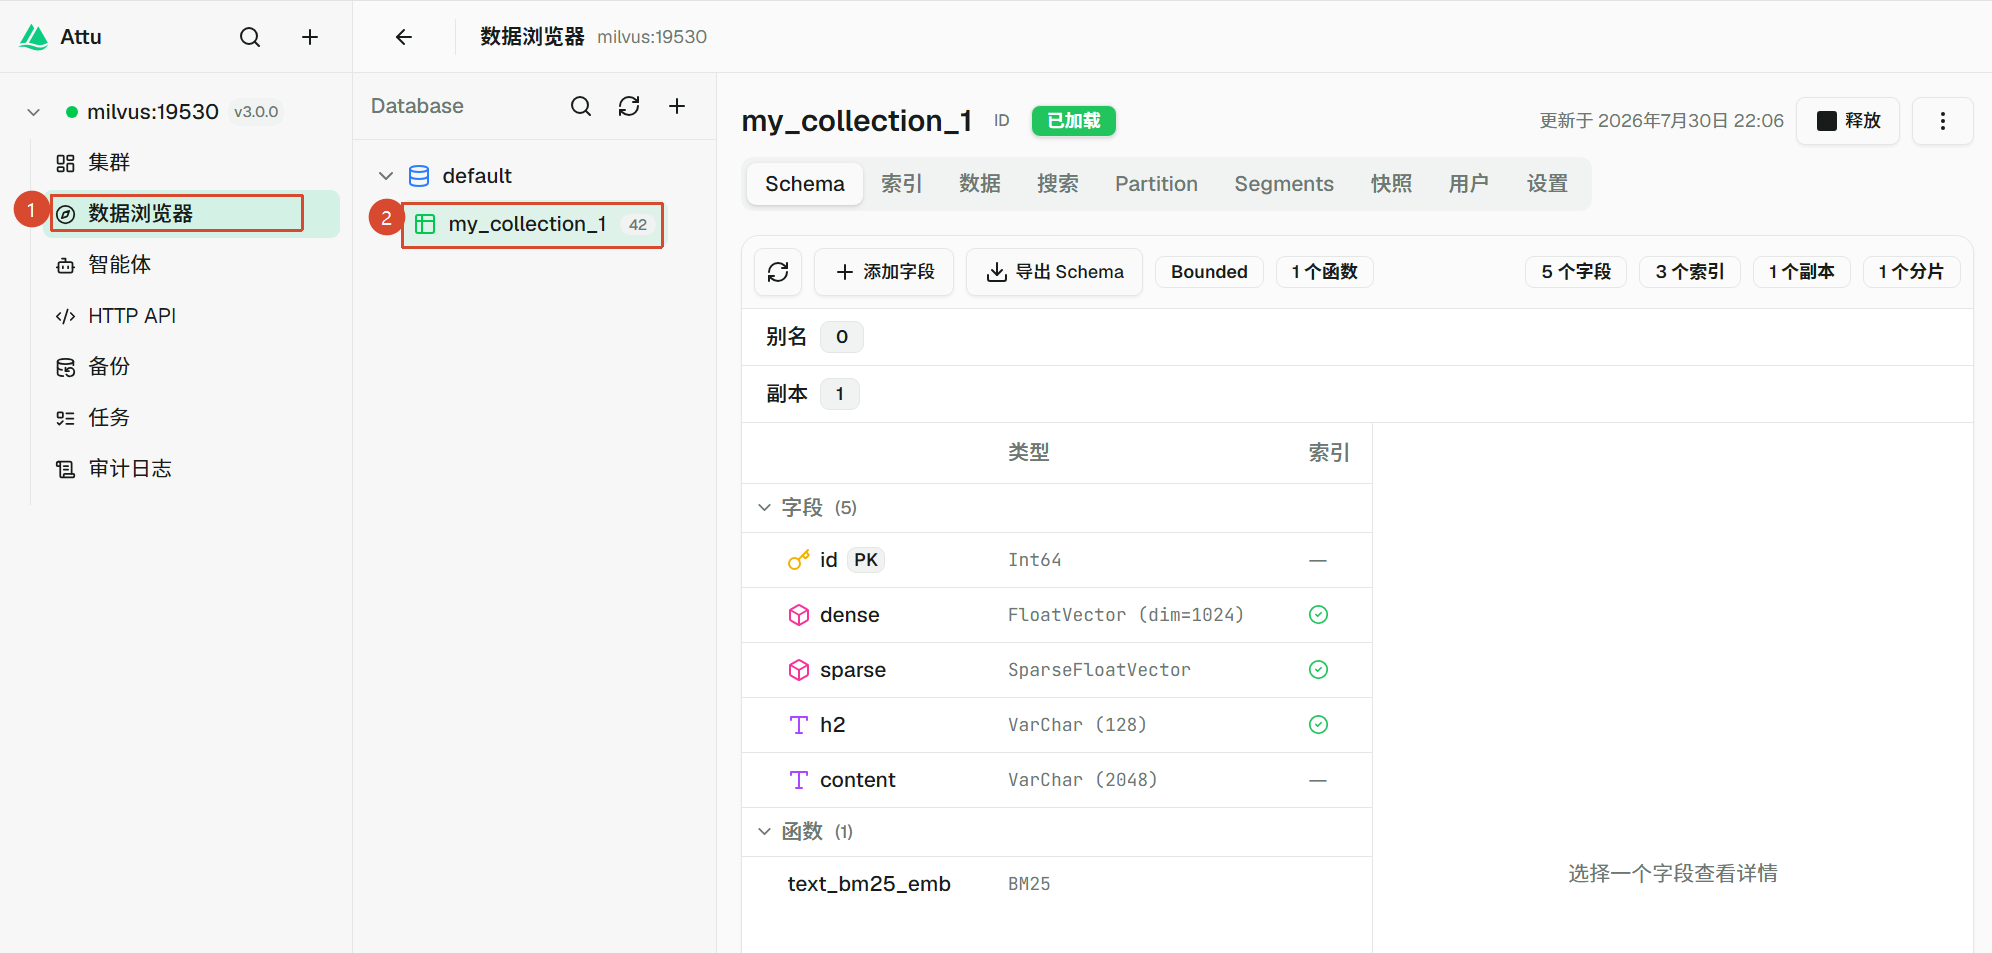 Attu
数据浏览器 milvus:19530
milvus:19530 v3.0.0
集群
1 数据浏览器
智能体
HTTP API
备份
任务
审计日志
Database
default
2 my_collection_1 42
my_collection_1 ID 已加载
更新于 2026年7月30日 22:06 释放
Schema 索引 数据 搜索 Partition Segments 快照 用户 设置
添加字段 导出 Schema Bounded 1 个函数 5 个字段 3 个索引 1 个副本 1 个分片
别名 0
副本 1
类型 索引
字段 (5)
id PK Int64 —
dense FloatVector (dim=1024)
sparse SparseFloatVector
h2 VarChar (128)
content VarChar (2048) —
函数 (1)
text_bm25_emb BM25
选择一个字段查看详情